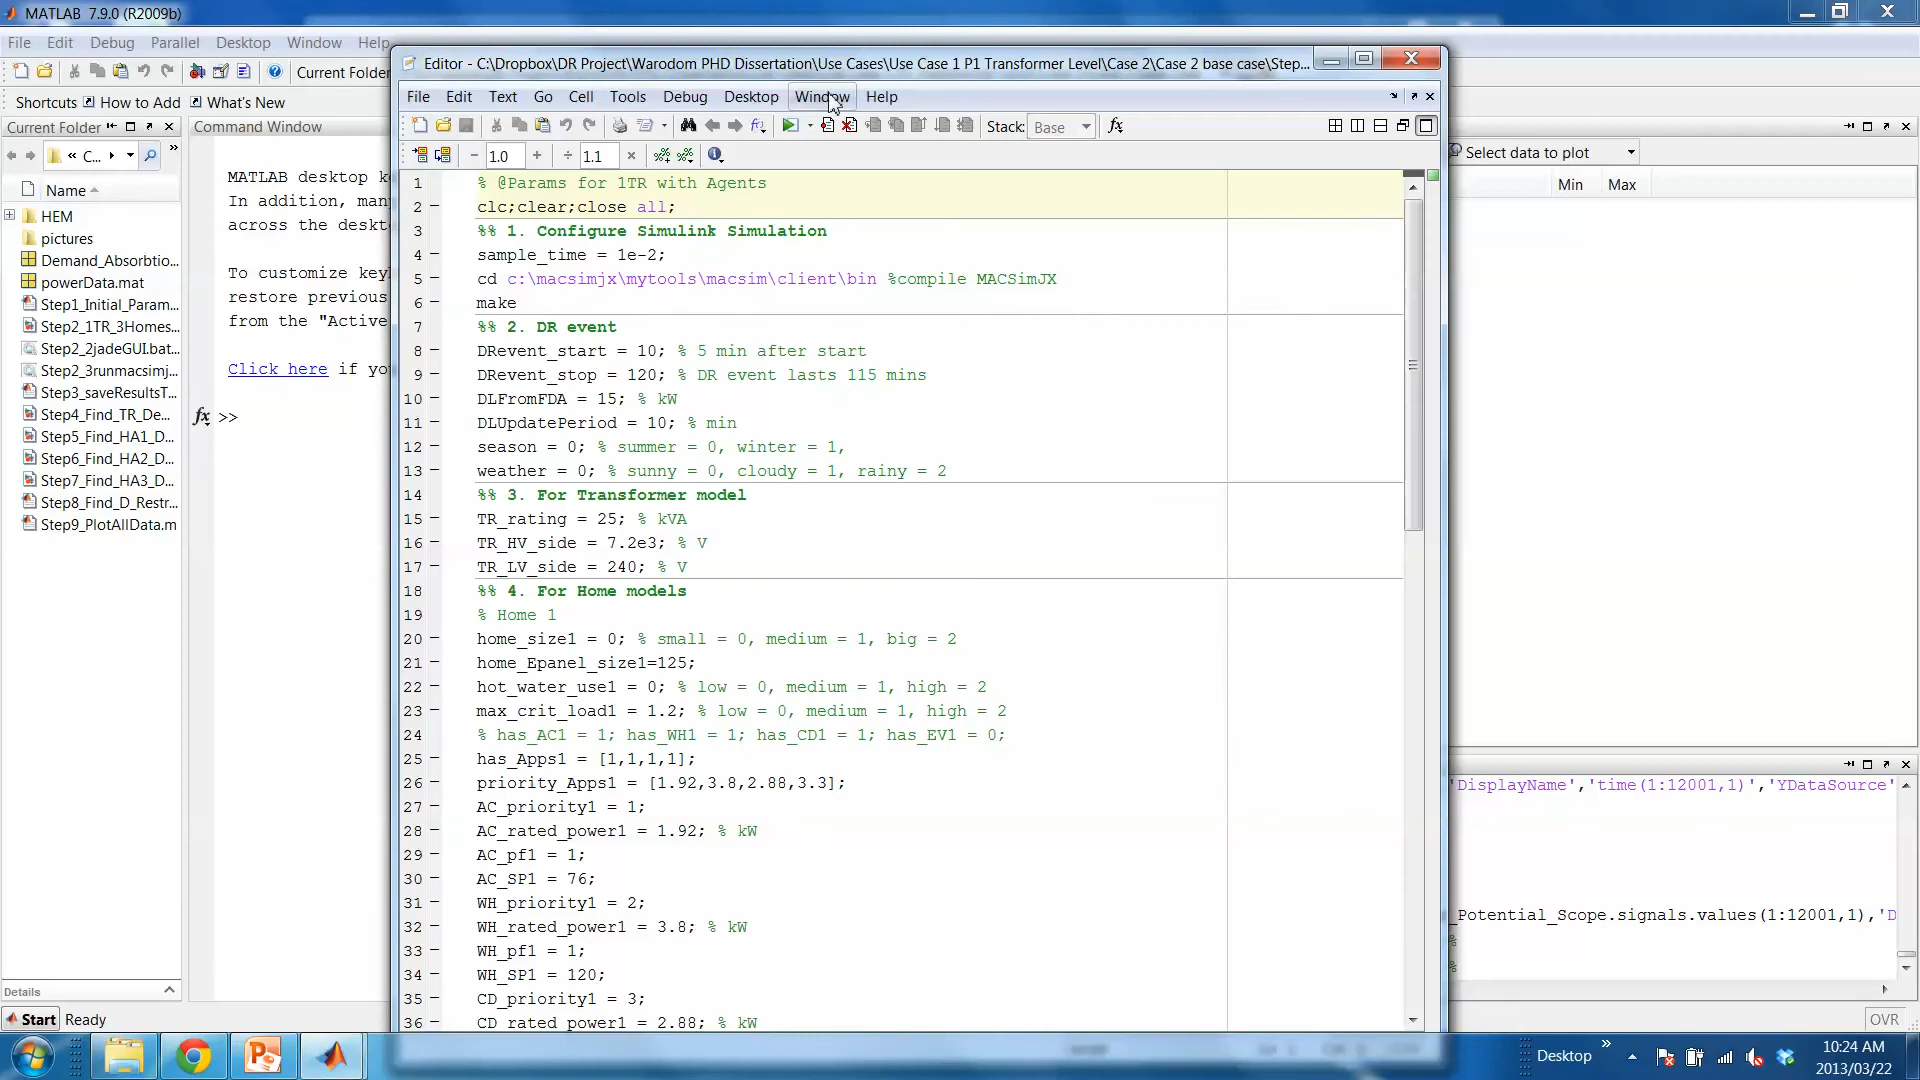 MATLAB 7.9.0 (R2009b)
File Edit Debug Parallel Desktop Window Help
Current Folder
Shortcuts How to Add What's New
Current Folder
Command Window
« C...
Name
HEM
pictures
Demand_Absorbtio...
powerData.mat
Step1_Initial_Param...
Step2_1TR_3Homes...
Step2_2jadeGUI.bat...
Step2_3runmacsimj...
Step3_saveResultsT...
Step4_Find_TR_De...
Step5_Find_HA1_D...
Step6_Find_HA2_D...
Step7_Find_HA3_D...
Step8_Find_D_Restr...
Step9_PlotAllData.m
Details
Start Ready
MATLAB desktop
In addition,
across the
To customize
restore previous
from the "Active
Click here if
fx >>
Editor - C:\Dropbox\DR Project\Warodom PHD Dissertation\Use Cases\Use Case 1 P1 Transformer Level\Case 2\Case 2 base case\Step...
File Edit Text Go Cell Tools Debug Desktop Window Help
Stack: Base fx
− 1.0 + ÷ 1.1 ×
1 % @Params for 1TR with Agents
2 − clc;clear;close all;
3 %% 1. Configure Simulink Simulation
4 − sample_time = 1e-2;
5 − cd c:\macsimjx\mytools\macsim\client\bin %compile MACSimJX
6 − make
7 %% 2. DR event
8 − DRevent_start = 10; % 5 min after start
9 − DRevent_stop = 120; % DR event lasts 115 mins
10 − DLFromFDA = 15; % kW
11 − DLUpdatePeriod = 10; % min
12 − season = 0; % summer = 0, winter = 1,
13 − weather = 0; % sunny = 0, cloudy = 1, rainy = 2
14 %% 3. For Transformer model
15 − TR_rating = 25; % kVA
16 − TR_HV_side = 7.2e3; % V
17 − TR_LV_side = 240; % V
18 %% 4. For Home models
19 % Home 1
20 − home_size1 = 0; % small = 0, medium = 1, big = 2
21 − home_Epanel_size1=125;
22 − hot_water_use1 = 0; % low = 0, medium = 1, high = 2
23 − max_crit_load1 = 1.2; % low = 0, medium = 1, high = 2
24 % has_AC1 = 1; has_WH1 = 1; has_CD1 = 1; has_EV1 = 0;
25 − has_Apps1 = [1,1,1,1];
26 − priority_Apps1 = [1.92,3.8,2.88,3.3];
27 − AC_priority1 = 1;
28 − AC_rated_power1 = 1.92; % kW
29 − AC_pf1 = 1;
30 − AC_SP1 = 76;
31 − WH_priority1 = 2;
32 − WH_rated_power1 = 3.8; % kW
33 − WH_pf1 = 1;
34 − WH_SP1 = 120;
35 − CD_priority1 = 3;
36 − CD_rated_power1 = 2.88; % kW
Select data to plot
Min Max
'DisplayName','time(1:12001,1)','YDataSource'
_Potential_Scope.signals.values(1:12001,1),'D
%
%
OVR
Desktop
10:24 AM
2013/03/22